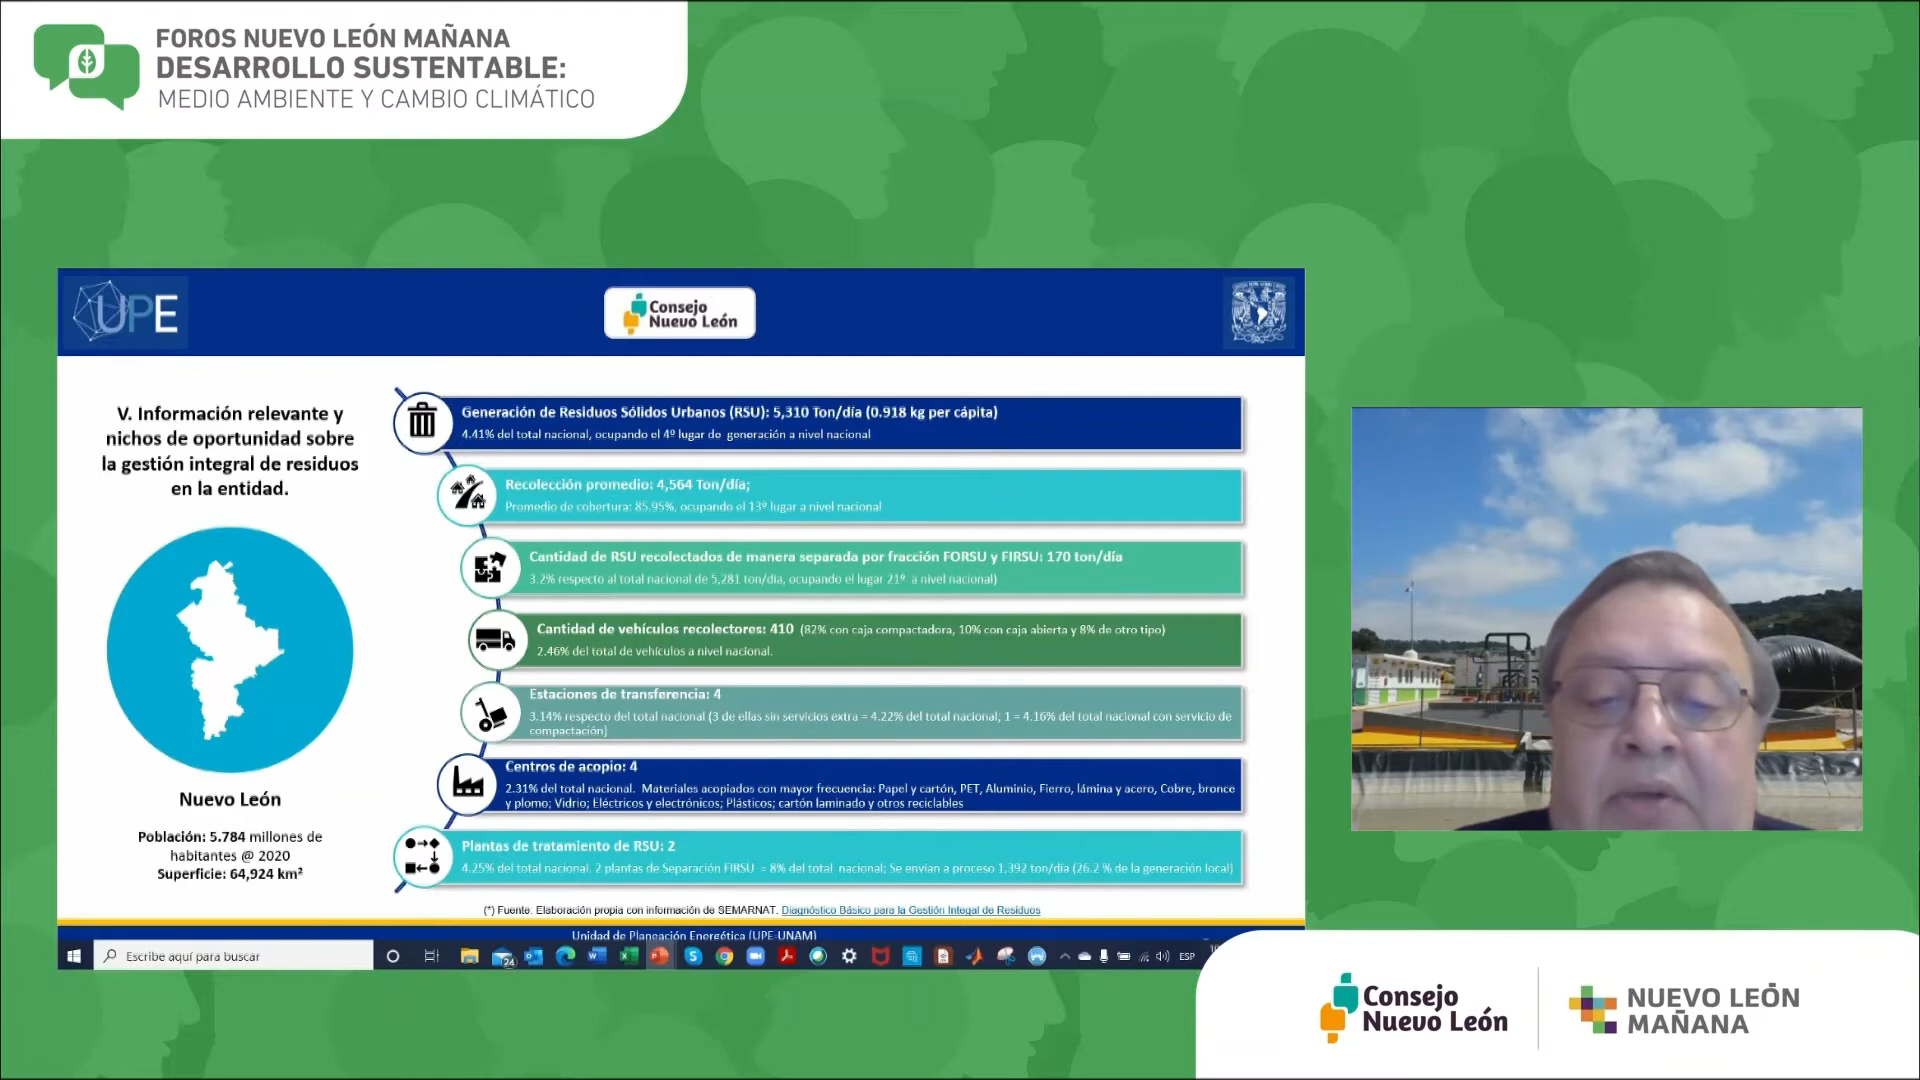 FOROS NUEVO LEÓN MAÑANA
DESARROLLO SUSTENTABLE:
MEDIO AMBIENTE Y CAMBIO CLIMÁTICO
UPE
Consejo
Nuevo León
V. Información relevante y
nichos de oportunidad sobre
la gestión integral de residuos
en la entidad.
Nuevo León
Población: 5.784 millones de
habitantes @ 2020
Superficie: 64,924 km²
Generación de Residuos Sólidos Urbanos (RSU): 5,310 Ton/día (0.918 kg per cápita)
4.41% del total nacional, ocupando el 4º lugar de generación a nivel nacional
Recolección promedio: 4,564 Ton/día;
Promedio de cobertura: 85.95%, ocupando el 13º lugar a nivel nacional
Cantidad de RSU recolectados de manera separada por fracción FORSU y FIRSU: 170 ton/día
3.2% respecto al total nacional de 5,281 ton/día, ocupando el lugar 21º a nivel nacional)
Cantidad de vehículos recolectores: 410 (82% con caja compactadora, 10% con caja abierta y 8% de otro tipo)
2.46% del total de vehículos a nivel nacional.
Estaciones de transferencia: 4
3.14% respecto del total nacional (3 de ellas sin servicios extra = 4.22% del total nacional; 1 = 4.16% del total nacional con servicio de
compactación)
Centros de acopio: 4
2.31% del total nacional. Materiales acopiados con mayor frecuencia: Papel y cartón, PET, Aluminio, Fierro, lámina y acero, Cobre, bronce
y plomo; Vidrio; Eléctricos y electrónicos; Plásticos; cartón laminado y otros reciclables
Plantas de tratamiento de RSU: 2
4.25% del total nacional. 2 plantas de Separación FIRSU = 8% del total nacional; Se envían a proceso 1,392 ton/día (26.2 % de la generación local)
(*) Fuente. Elaboración propia con información de SEMARNAT. Diagnóstico Básico para la Gestión Integal de Residuos
Unidad de Planeación Energética (UPE-UNAM)
Escribe aquí para buscar
24
ESP
Consejo
Nuevo León
NUEVO LEÓN
MAÑANA